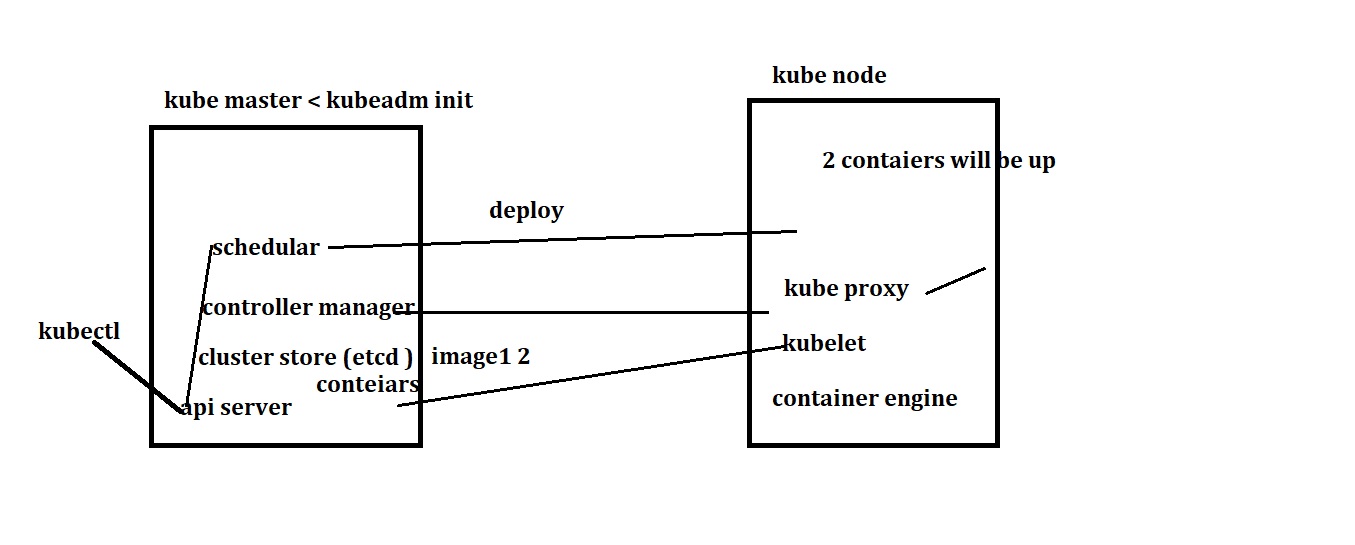 kube master < kubeadm init
schedular
controller manager
cluster store (etcd ) image1 2
conteiars
api server
kubectl
deploy
kube node
2 contaiers will be up
kube proxy
kubelet
container engine